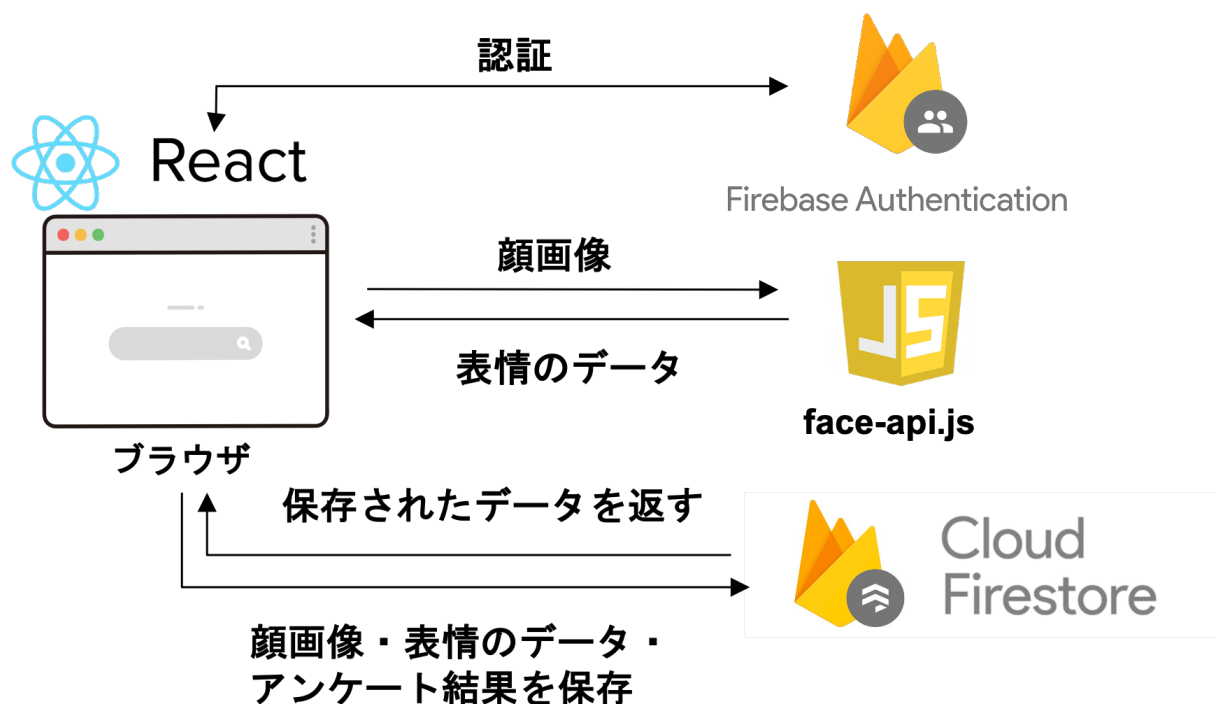 認証
React
Firebase Authentication
顔画像
JS
表情のデータ
face-api.js
ブラウザ
保存されたデータを返す
Cloud
Firestore
顔画像・表情のデータ・
アンケート結果を保存